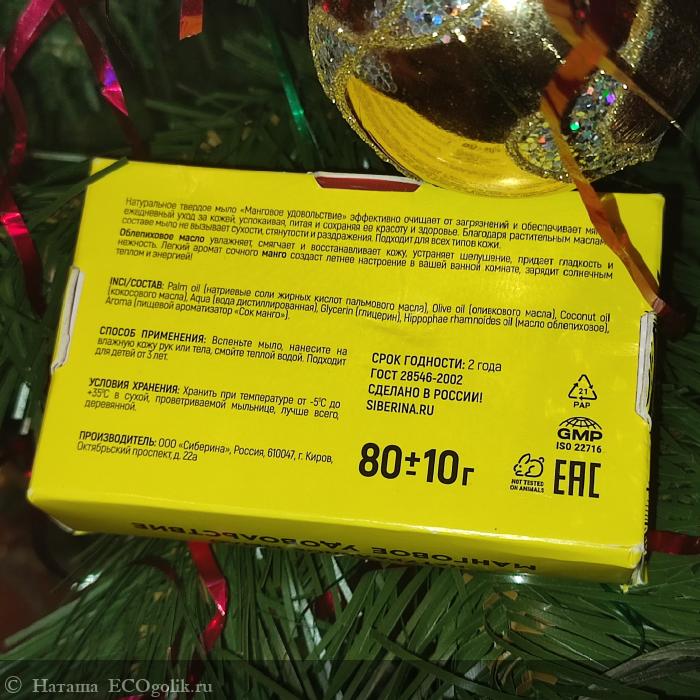 Натуральное твердое мыло «Манговое удовольствие» эффективно очищает от загрязнений и обеспечивает
ежедневный уход за кожей, успокаивая, питая и сохраняя ее красоту и здоровье. Благодаря растительным маслам
составе мыло не вызывает сухости, стянутости и раздражения. Подходит для всех типов кожи.
Облепиховое масло увлажняет, смягчает и восстанавливает кожу, устраняет шелушение, придает гладкость и
нежность. Легкий аромат сочного манго создаст летнее настроение в вашей ванной комнате, зарядит солнечным
теплом и энергией!
INCI/СОСТАВ: Palm oil (натриевые соли жирных кислот пальмового масла), Olive oil (оливкового масла), Coconut oil
(кокосового масла), Aqua (вода дистиллированная), Glycerin (глицерин), Hippophae rhamnoides oil (масло облепиховое),
Aroma (пищевой ароматизатор «Сок манго»).
СПОСОБ ПРИМЕНЕНИЯ: Вспеньте мыло, нанесите на
влажную кожу рук или тела, смойте теплой водой. Подходит
для детей от 3 лет.
УСЛОВИЯ ХРАНЕНИЯ: Хранить при температуре от -5°С до
+35°С в сухой, проветриваемой мыльнице, лучше всего,
деревянной.
ПРОИЗВОДИТЕЛЬ: ООО «Сиберина», Россия, 610047, г. Киров,
Октябрьский проспект, д. 22а
СРОК ГОДНОСТИ: 2 года
ГОСТ 28546-2002
СДЕЛАНО В РОССИИ!
SIBERINA.RU
80±10г
21
PAP
GMP
ISO 22716
NOT TESTED
ON ANIMALS
EAC
МАНГОВОЕ УДОВОЛЬСТВИЕ
© Наташа ECOgolik.ru